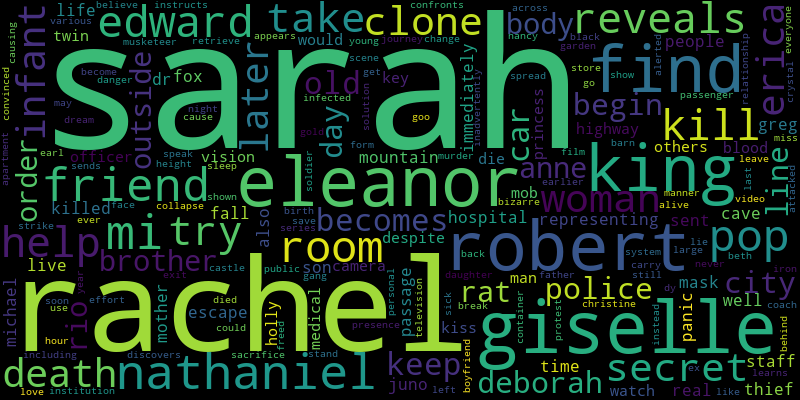 believe instructs confronts
various edward take clone reveals
life
twin musketeer retrieve would young journey change across hancy body black people erica
causing appears scene spread garden
sarah
convinced infant outside later dr fox old key find alerted relationship everyone
become danger vision day immediately inadvertently store begin crystal
may night cause infected solution car princess go show passenger
dream sleep gold goo highway kill greg
apartment earl officer speak form film barn others blood miss
order sends height mountain murder die anne vision leave
friend shown soldier eleanor earlier woman king line last
killed face collapse birth save mob bizarre manner video attacked
strike ever fall also series becomes hospital representing alive cave
help mitry room despite sent
live brother son camera back robert system large lie beth never pop
year exit castle public gang personal daughter carry still father iron
michael soon effort died could medical presence passage rat man police mask city
use rio mother escape holly freed television sick break christine dy well coach
rachel
hour discovers kiss container protest giselle panic behind
including sacrifice stand keep boyfriend time instead staff
death nathaniel juno deborah secret real ex like learns
love institution left watch thief